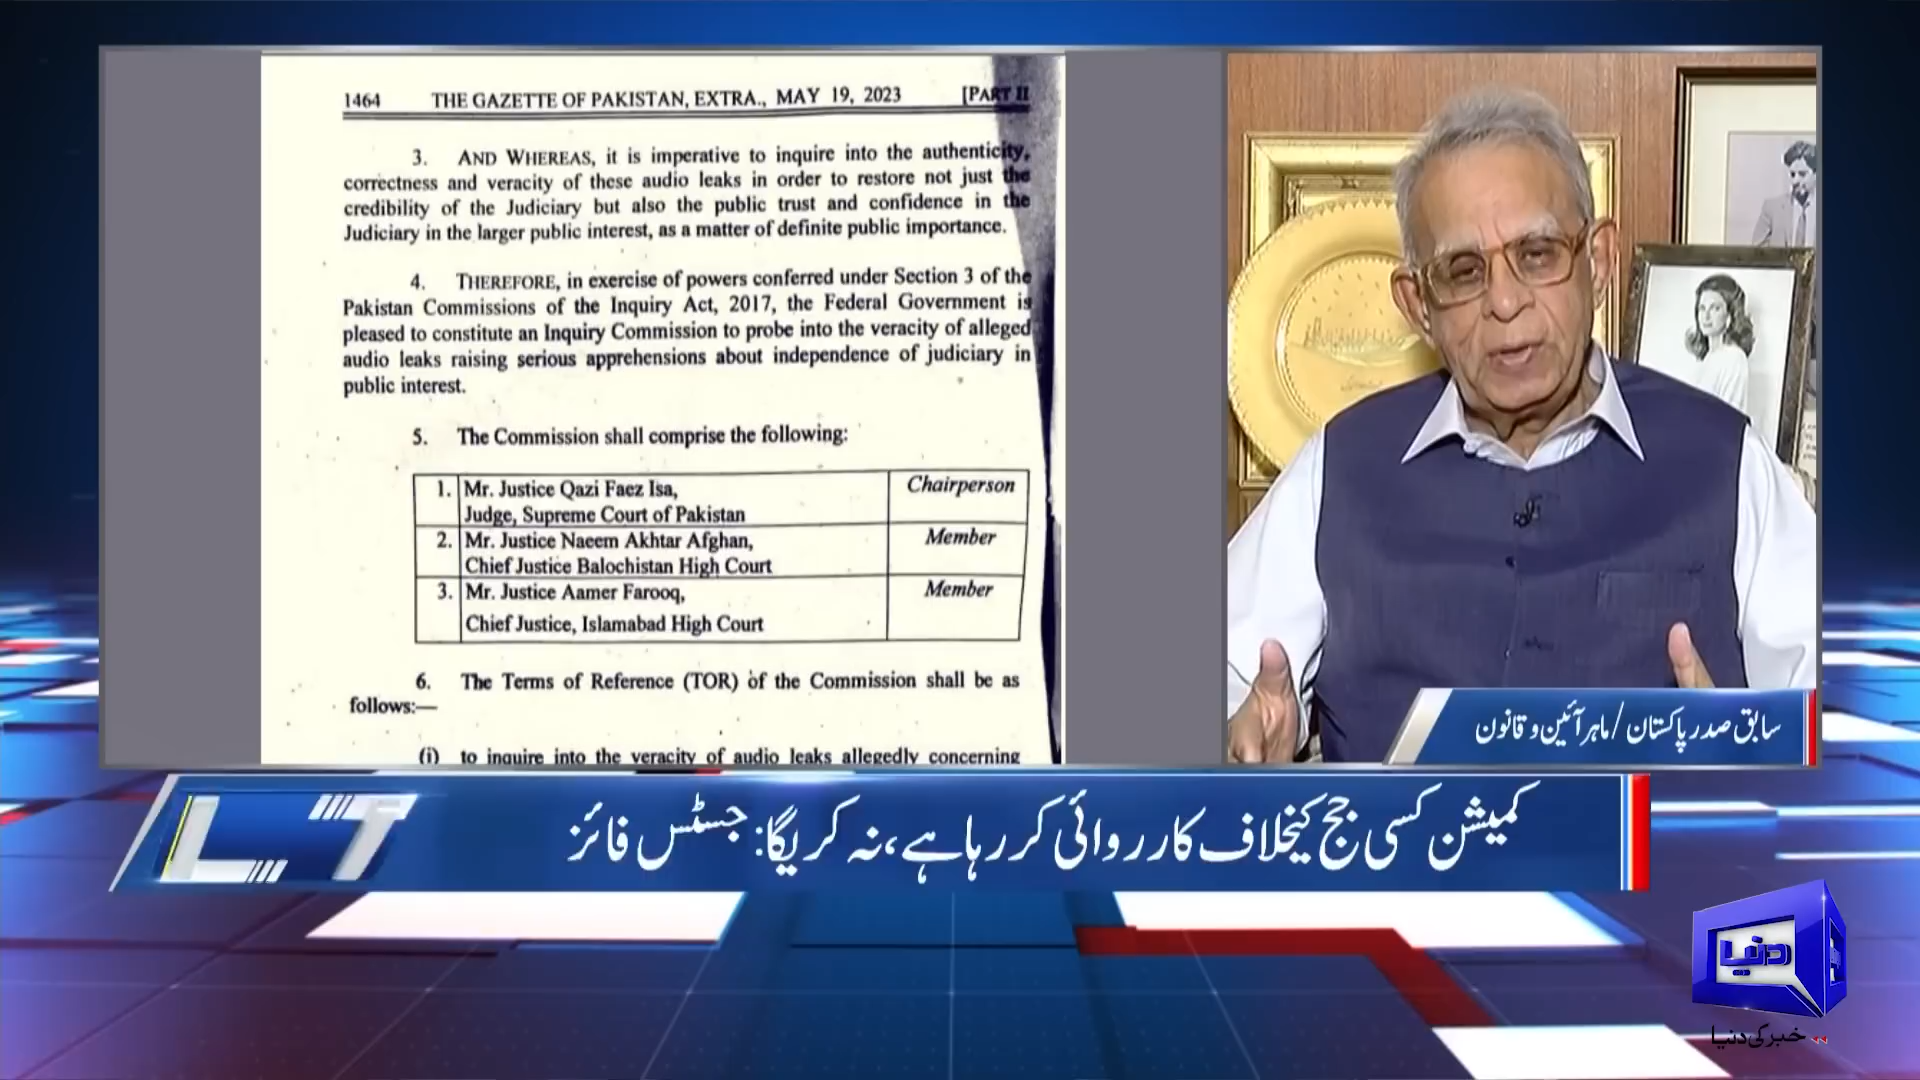 1464 THE GAZETTE OF PAKISTAN, EXTRA., MAY 19, 2023 [PART II
3. AND WHEREAS, it is imperative to inquire into the authenticity,
correctness and veracity of these audio leaks in order to restore not just the
credibility of the Judiciary but also the public trust and confidence in the
Judiciary in the larger public interest, as a matter of definite public importance.
4. THEREFORE, in exercise of powers conferred under Section 3 of the
Pakistan Commissions of the Inquiry Act, 2017, the Federal Government is
pleased to constitute an Inquiry Commission to probe into the veracity of alleged
audio leaks raising serious apprehensions about independence of judiciary in
public interest.
5. The Commission shall comprise the following:
1. Mr. Justice Qazi Faez Isa, Chairperson
Judge, Supreme Court of Pakistan
2. Mr. Justice Naeem Akhtar Afghan, Member
Chief Justice Balochistan High Court
3. Mr. Justice Aamer Farooq, Member
Chief Justice, Islamabad High Court
6. The Terms of Reference (TOR) of the Commission shall be as
follows:—
(i) to inquire into the veracity of audio leaks allegedly concerning
سابق صدر پاکستان / ماہر آئین و قانون
LT
کمیشن کسی جج کیخلاف کارروائی کر رہا ہے، نہ کریگا: جسٹس فائز
دنیا
خبر کی دنیا